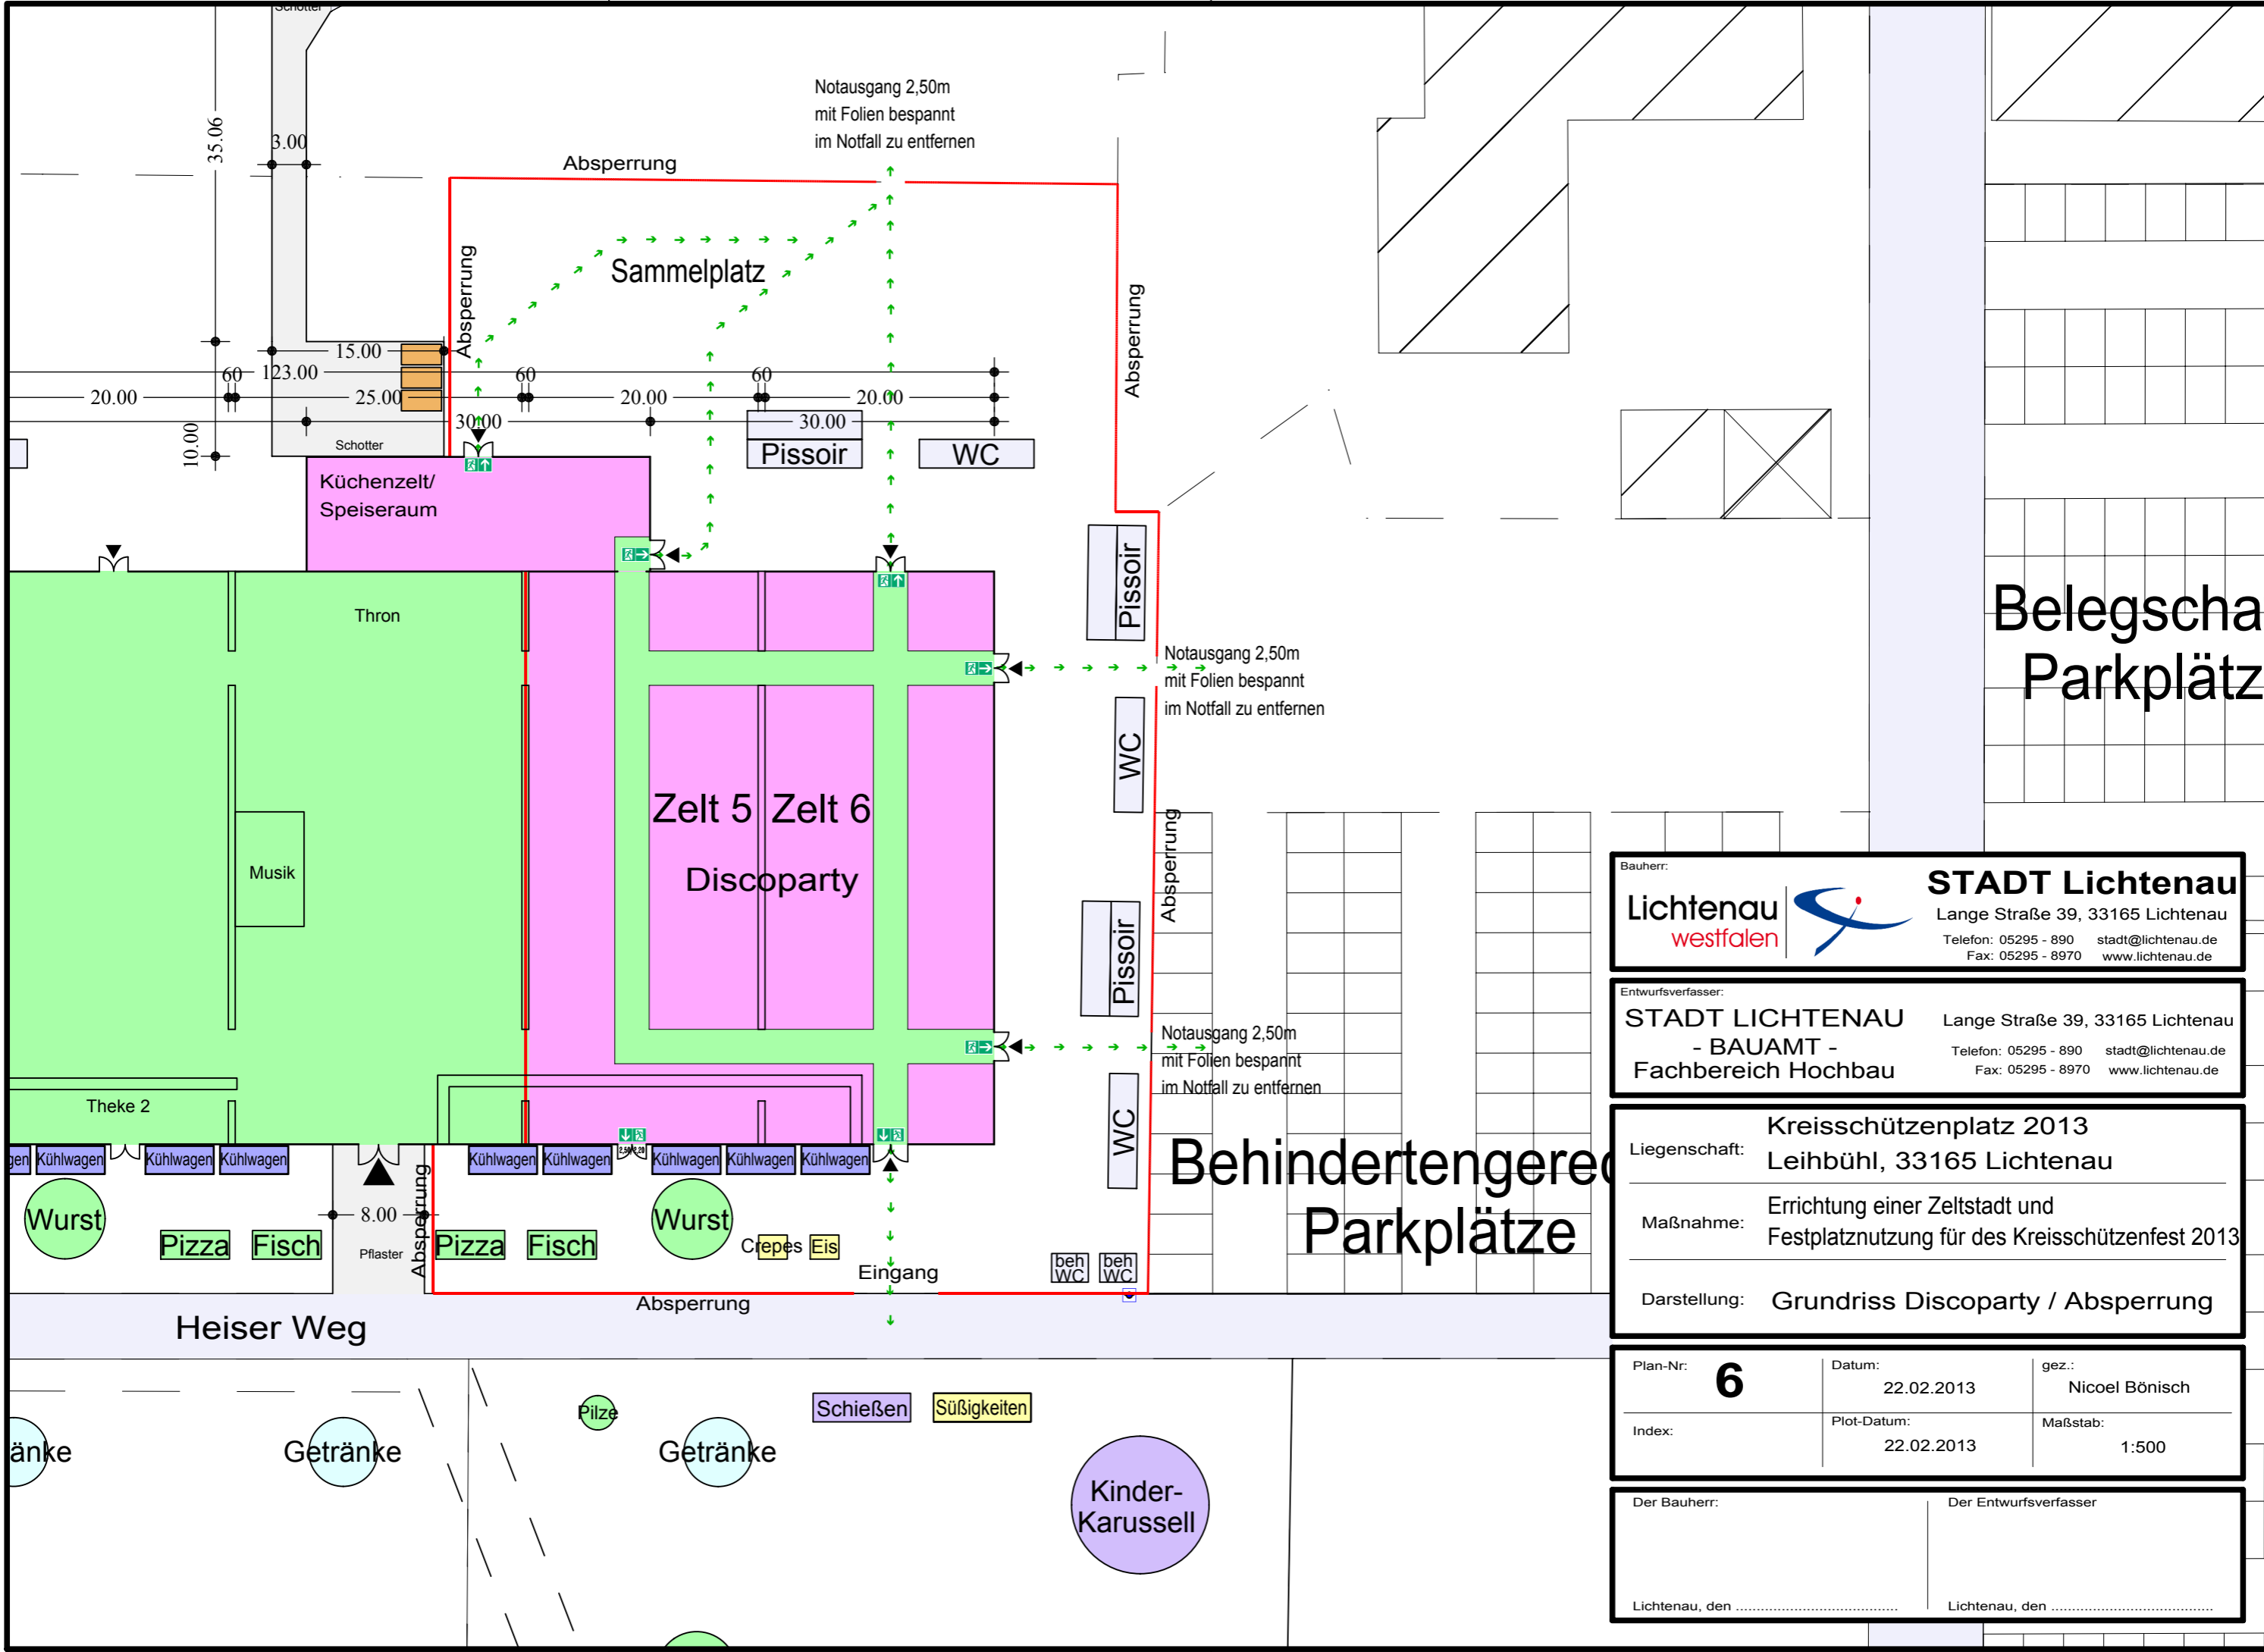 Schotter
Notausgang 2,50m
mit Folien bespannt
im Notfall zu entfernen
35.06
3.00
Absperrung
Absperrung
Sammelplatz
Absperrung
15.00
60
123.00
60
60
20.00
25.00
20.00
20.00
30.00
30.00
10.00
Schotter
Pissoir
WC
Küchenzelt/
Speiseraum
Pissoir
Thron
Belegscha
Parkplätz
Notausgang 2,50m
mit Folien bespannt
im Notfall zu entfernen
WC
Zelt 5
Zelt 6
Discoparty
Musik
Absperrung
Pissoir
Notausgang 2,50m
mit Folien bespannt
im Notfall zu entfernen
Theke 2
WC
gen
Kühlwagen
Kühlwagen
Kühlwagen
Kühlwagen
Kühlwagen
Kühlwagen
Kühlwagen
Kühlwagen
Behindertengerec
Parkplätze
Wurst
Pizza
Fisch
8.00
Pflaster
Absperrung
Pizza
Fisch
Wurst
Crepes
Eis
Eingang
beh
WC
beh
WC
Absperrung
Heiser Weg
änke
Getränke
Pilze
Getränke
Schießen
Süßigkeiten
Kinder-
Karussell
Bauherr:
Lichtenau
westfalen
STADT Lichtenau
Lange Straße 39, 33165 Lichtenau
Telefon: 05295 - 890 stadt@lichtenau.de
Fax: 05295 - 8970 www.lichtenau.de
Entwurfsverfasser:
STADT LICHTENAU
- BAUAMT -
Fachbereich Hochbau
Lange Straße 39, 33165 Lichtenau
Telefon: 05295 - 890 stadt@lichtenau.de
Fax: 05295 - 8970 www.lichtenau.de
Liegenschaft:
Kreisschützenplatz 2013
Leihbühl, 33165 Lichtenau
Maßnahme:
Errichtung einer Zeltstadt und
Festplatznutzung für des Kreisschützenfest 2013
Darstellung: Grundriss Discoparty / Absperrung
Plan-Nr: 6
Datum:
22.02.2013
gez.:
Nicoel Bönisch
Index:
Plot-Datum:
22.02.2013
Maßstab:
1:500
Der Bauherr:
Der Entwurfsverfasser
Lichtenau, den ......................................
Lichtenau, den ......................................